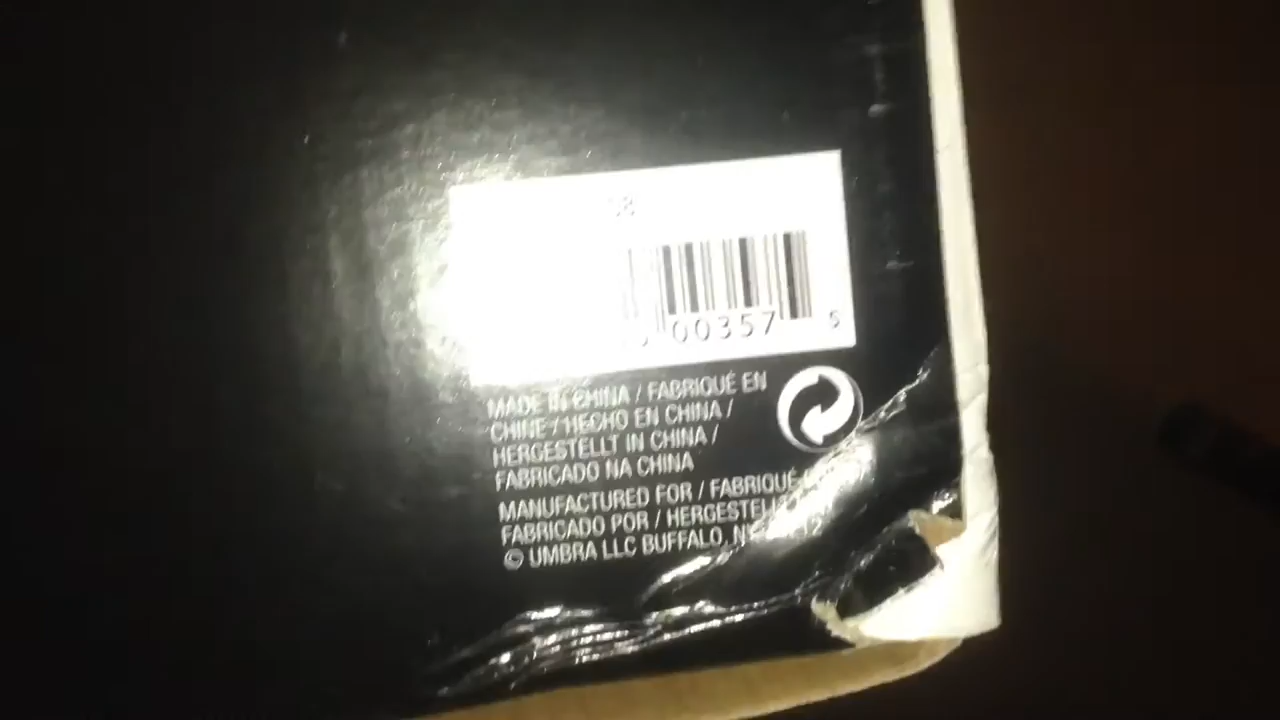 00357 5
MADE IN CHINA / FABRIQUÉ EN
CHINE / HECHO EN CHINA /
HERGESTELLT IN CHINA /
FABRICADO NA CHINA
MANUFACTURED FOR / FABRIQUÉ
FABRICADO POR /
© UMBRA LLC BUFFALO, NY